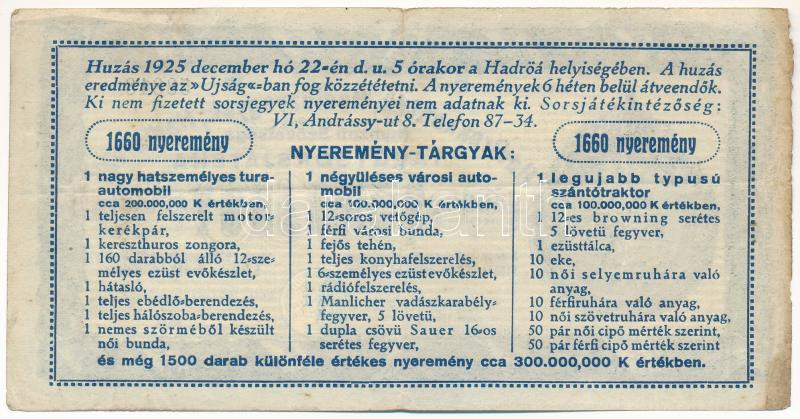 Huzás 1925 december hó 22-én d. u. 5 órakor a Hadröá helyiségében. A huzás
eredménye az »Ujság«-ban fog közzététetni. A nyeremények 6 héten belül átveendők.
Ki nem fizetett sorsjegyek nyereményei nem adatnak ki. Sorsjátékintézőség:
VI, Andrássy-ut 8. Telefon 87-34.
1660 nyeremény
1660 nyeremény
NYEREMÉNY-TÁRGYAK:
1 nagy hatszemélyes tura-
automobil
cca 200.000,000 K értékben,
1 teljesen felszerelt motor-
kerékpár,
1 kereszthuros zongora,
1 160 darabból álló 12-sze-
mélyes ezüst evőkészlet,
1 hátasló,
1 teljes ebédlő-berendezés,
1 teljes hálószoba-berendezés,
1 nemes szörméből készült
női bunda,
1 négyüléses városi auto-
mobil
cca 100.000,000 K értékben,
1 12-soros vetőgép,
1 férfi városi bunda,
1 fejős tehén,
1 teljes konyhafelszerelés,
1 6-személyes ezüst evőkészlet,
1 rádiófelszerelés,
1 Manlicher vadászkarabély-
fegyver, 5 lövetü,
1 dupla csövü Sauer 16-os
serétes fegyver,
1 legujabb typusú
szántótraktor
cca 100.000,000 K értékben,
1 12-es browning serétes
5 lövetü fegyver,
1 ezüsttálca,
10 eke,
10 női selyemruhára való
anyag,
10 férfiruhára való anyag,
10 női szövetruhára való anyag,
50 pár női cipő mérték szerint,
50 pár férfi cipő mérték szerint
és még 1500 darab különféle értékes nyeremény cca 300.000,000 K értékben.
darabanth